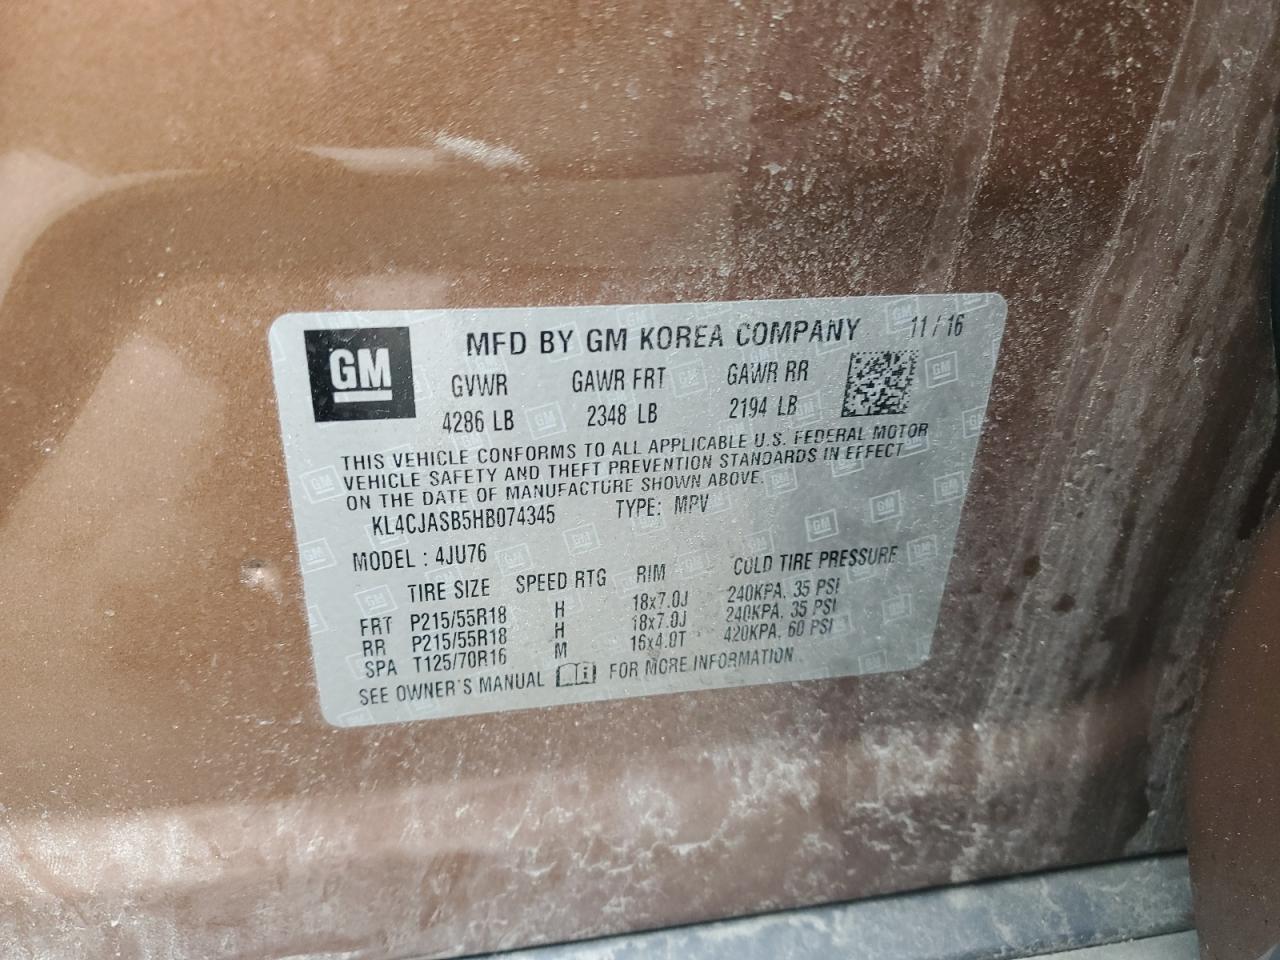 GM
MFD BY GM KOREA COMPANY 11/16
GVWR GAWR FRT GAWR RR
4286 LB 2348 LB 2194 LB
THIS VEHICLE CONFORMS TO ALL APPLICABLE U.S. FEDERAL MOTOR
VEHICLE SAFETY AND THEFT PREVENTION STANDARDS IN EFFECT
ON THE DATE OF MANUFACTURE SHOWN ABOVE.
KL4CJASB5HB074345 TYPE: MPV
MODEL : 4JU76
TIRE SIZE SPEED RTG RIM COLD TIRE PRESSURE
FRT P215/55R18 H 18x7.0J 240KPA, 35 PSI
RR P215/55R18 H 18x7.0J 240KPA, 35 PSI
SPA T125/70R16 M 16x4.0T 420KPA, 60 PSI
SEE OWNER'S MANUAL i FOR MORE INFORMATION